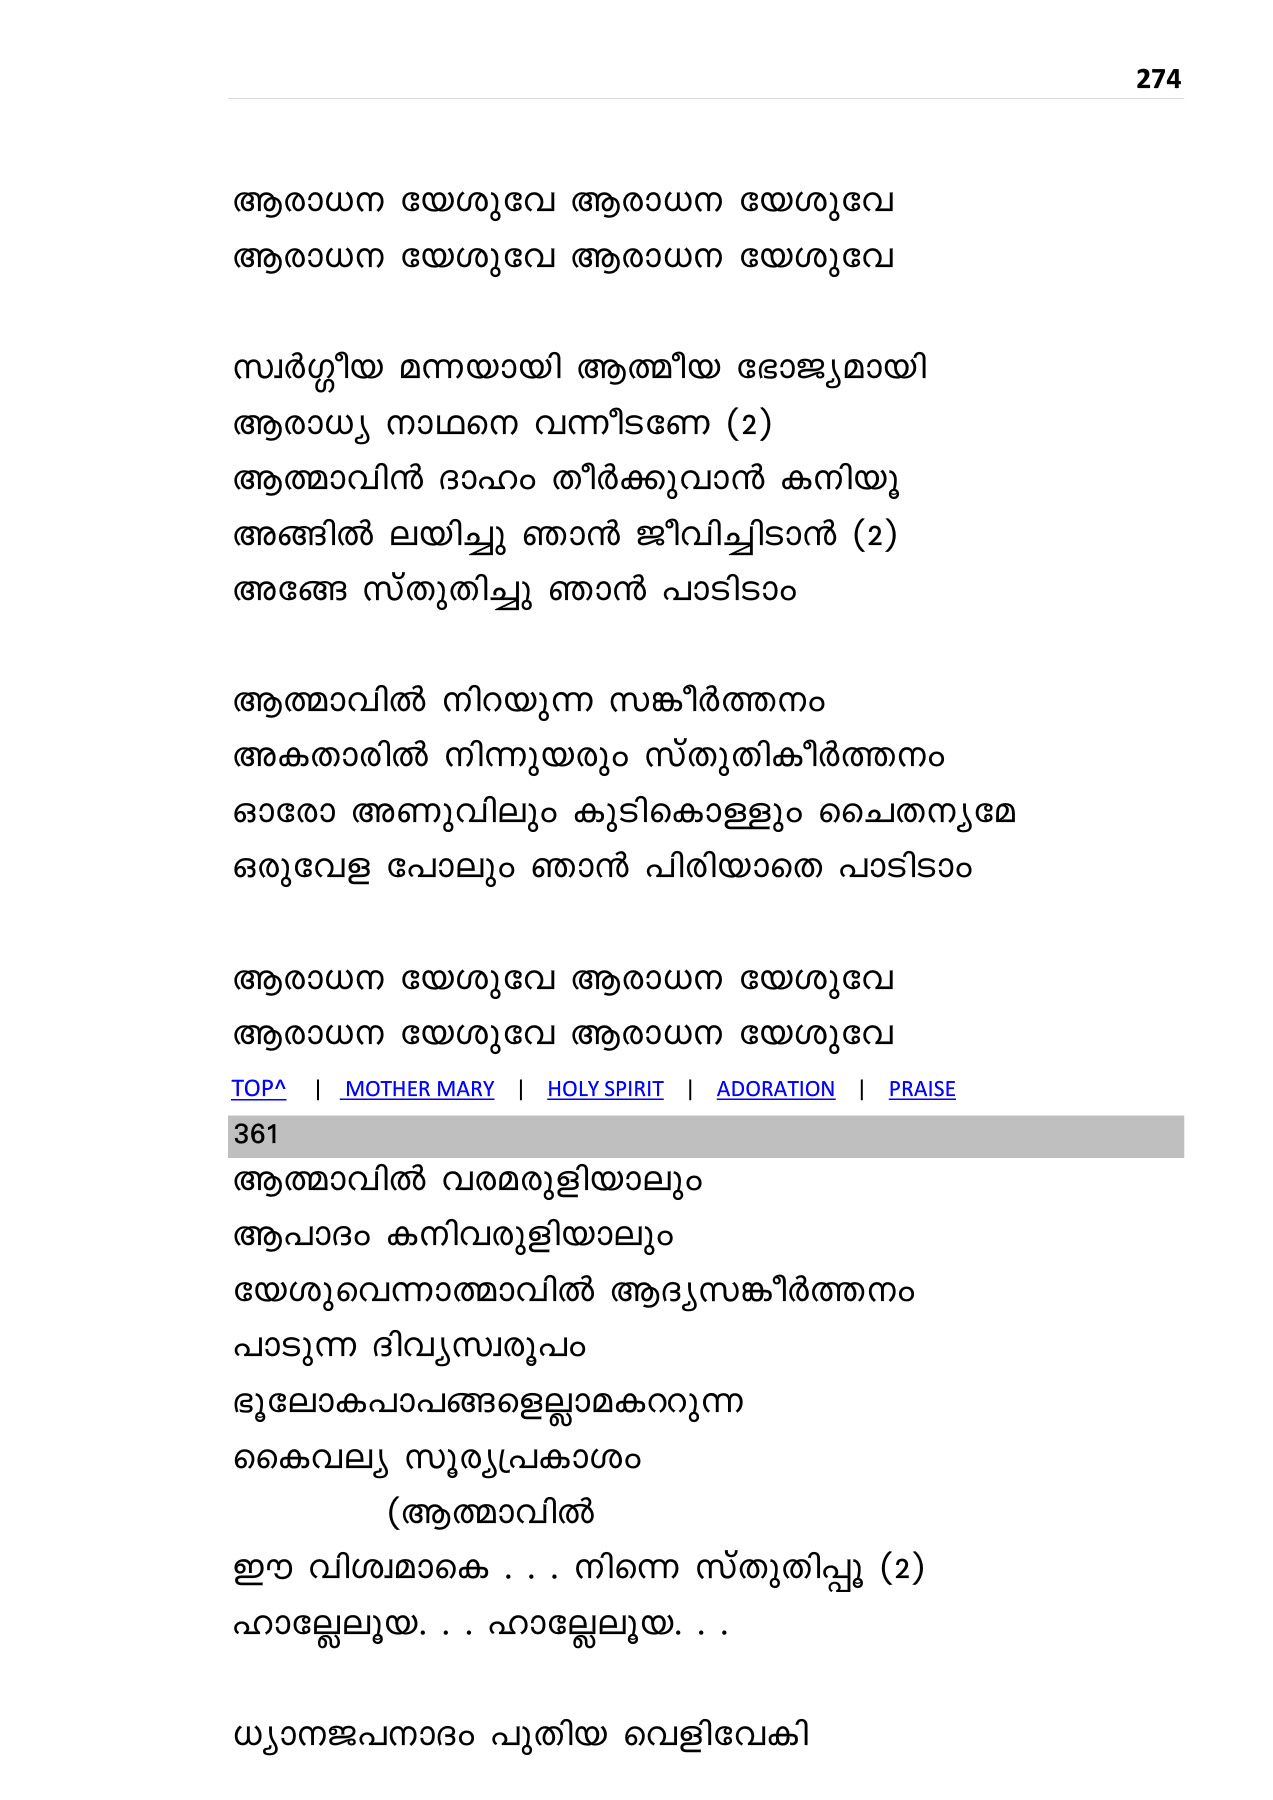 274
ആരാധന യേശുവേ ആരാധന യേശുവേ
ആരാധന യേശുവേ ആരാധന യേശുവേ
സ്വർഗ്ഗീയ മന്നയായി ആത്മീയ ഭോജ്യമായി
ആരാധ്യ നാഥനെ വന്നീടണേ (2)
ആത്മാവിൻ ദാഹം തീർക്കുവാൻ കനിയൂ
അങ്ങിൽ ലയിച്ചു ഞാൻ ജീവിച്ചിടാൻ (2)
അങ്ങേ സ്തുതിച്ചു ഞാൻ പാടിടാം
ആത്മാവിൽ നിറയുന്ന സങ്കീർത്തനം
അകതാരിൽ നിന്നുയരും സ്തുതികീർത്തനം
ഓരോ അണുവിലും കുടികൊള്ളും ചൈതന്യമേ
ഒരുവേള പോലും ഞാൻ പിരിയാതെ പാടിടാം
ആരാധന യേശുവേ ആരാധന യേശുവേ
ആരാധന യേശുവേ ആരാധന യേശുവേ
TOP^ | MOTHER MARY | HOLY SPIRIT | ADORATION | PRAISE
361
ആത്മാവിൽ വരമരുളിയാലും
ആപാദം കനിവരുളിയാലും
യേശുവെന്നാത്മാവിൽ ആദ്യസങ്കീർത്തനം
പാടുന്ന ദിവ്യസ്വരൂപം
ഭൂലോകപാപങ്ങളെല്ലാമകററുന്ന
കൈവല്യ സൂര്യപ്രകാശം
(ആത്മാവിൽ
ഈ വിശ്വമാകെ . . . നിന്നെ സ്തുതിപ്പൂ (2)
ഹാല്ലേലൂയ. . . ഹാല്ലേലൂയ. . .
ധ്യാനജപനാദം പുതിയ വെളിവേകി